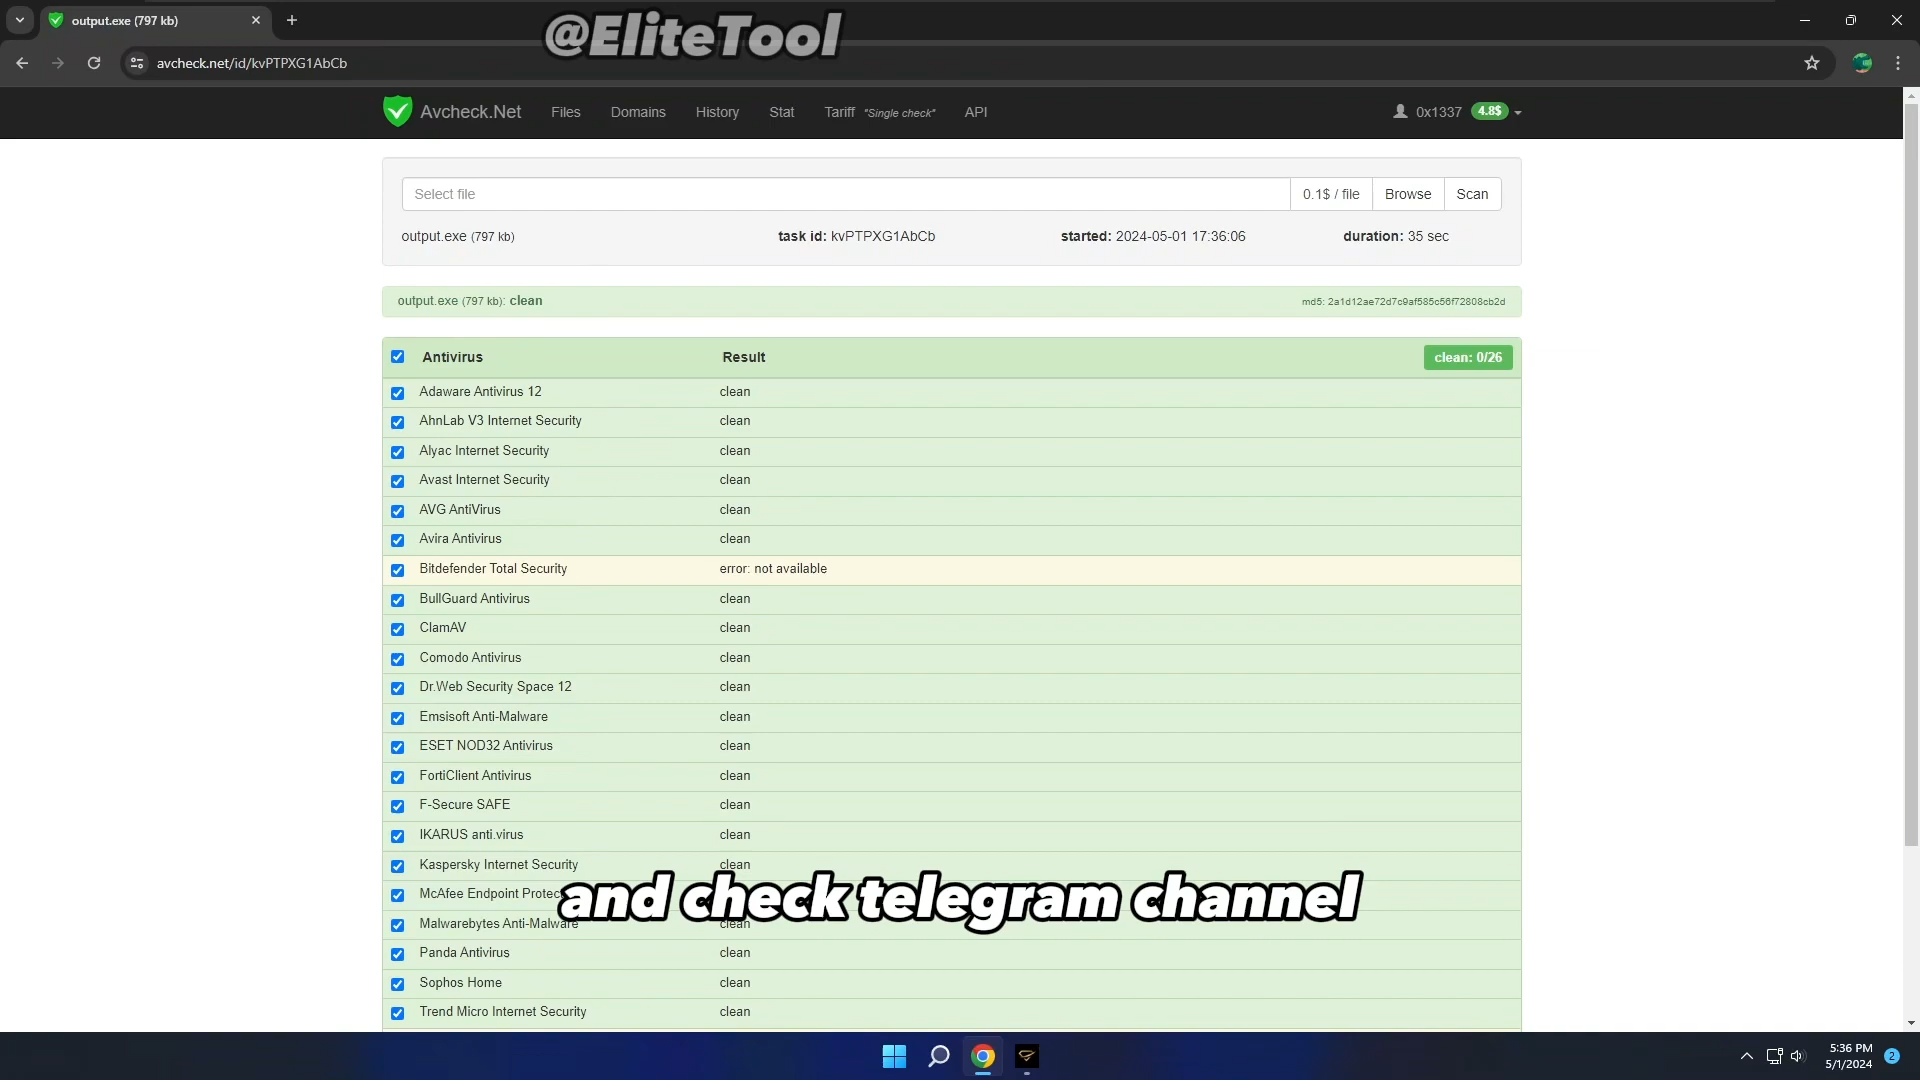 output.exe (797 kb)
@EliteTool
avcheck.net/id/kvPTPXG1AbCb
Avcheck.Net Files Domains History Stat Tariff "Single check" API 0x1337 4.8$
Select file 0.1$ / file Browse Scan
output.exe (797 kb) task id: kvPTPXG1AbCb started: 2024-05-01 17:36:06 duration: 35 sec
output.exe (797 kb): clean md5: 2a1d12ae72d7c9af585c56f72808cb2d
Antivirus Result clean: 0/26
Adaware Antivirus 12 clean
AhnLab V3 Internet Security clean
Alyac Internet Security clean
Avast Internet Security clean
AVG AntiVirus clean
Avira Antivirus clean
Bitdefender Total Security error: not available
BullGuard Antivirus clean
ClamAV clean
Comodo Antivirus clean
Dr.Web Security Space 12 clean
Emsisoft Anti-Malware clean
ESET NOD32 Antivirus clean
FortiClient Antivirus clean
F-Secure SAFE clean
IKARUS anti.virus clean
Kaspersky Internet Security clean
McAfee Endpoint Protec
and check telegram channel
Malwarebytes Anti-Malware clean
Panda Antivirus clean
Sophos Home clean
Trend Micro Internet Security clean
5:36 PM
5/1/2024
2